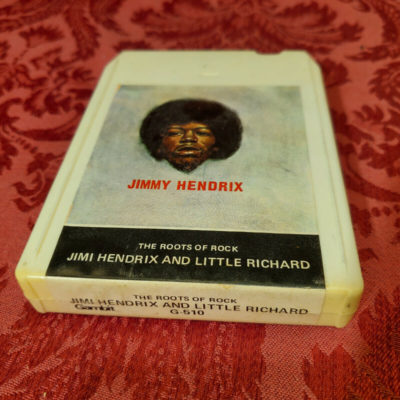 JIMMY HENDRIX
THE ROOTS OF ROCK
JIMI HENDRIX AND LITTLE RICHARD
THE ROOTS OF ROCK
JIMI HENDRIX AND LITTLE RICHARD
Gambit
G-510